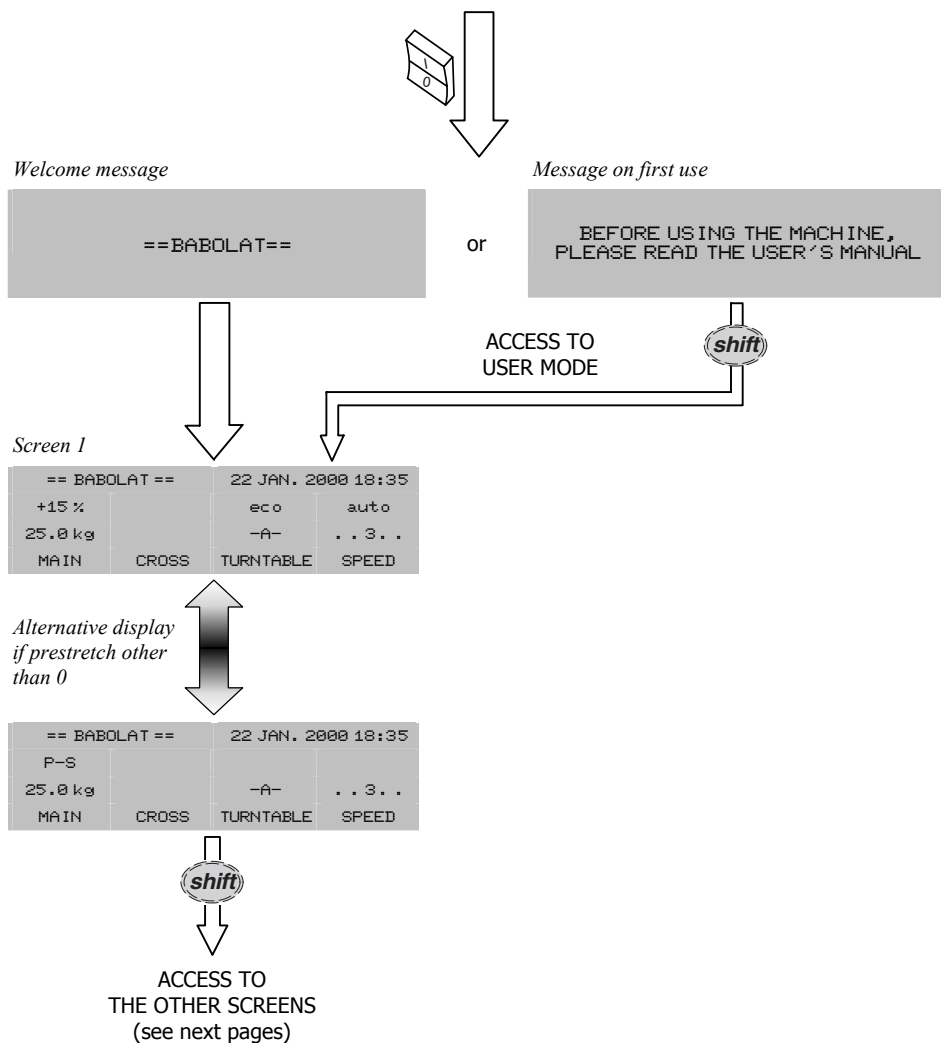 I
0
Welcome message
==BABOLAT==
or
Message on first use
BEFORE USING THE MACHINE,
PLEASE READ THE USER'S MANUAL
ACCESS TO
USER MODE
shift
Screen 1
== BABOLAT == 22 JAN. 2000 18:35
+15 % eco auto
25.0 kg -A- ..3..
MAIN CROSS TURNTABLE SPEED
Alternative display
if prestretch other
than 0
== BABOLAT == 22 JAN. 2000 18:35
P-S
25.0 kg -A- ..3..
MAIN CROSS TURNTABLE SPEED
shift
ACCESS TO
THE OTHER SCREENS
(see next pages)